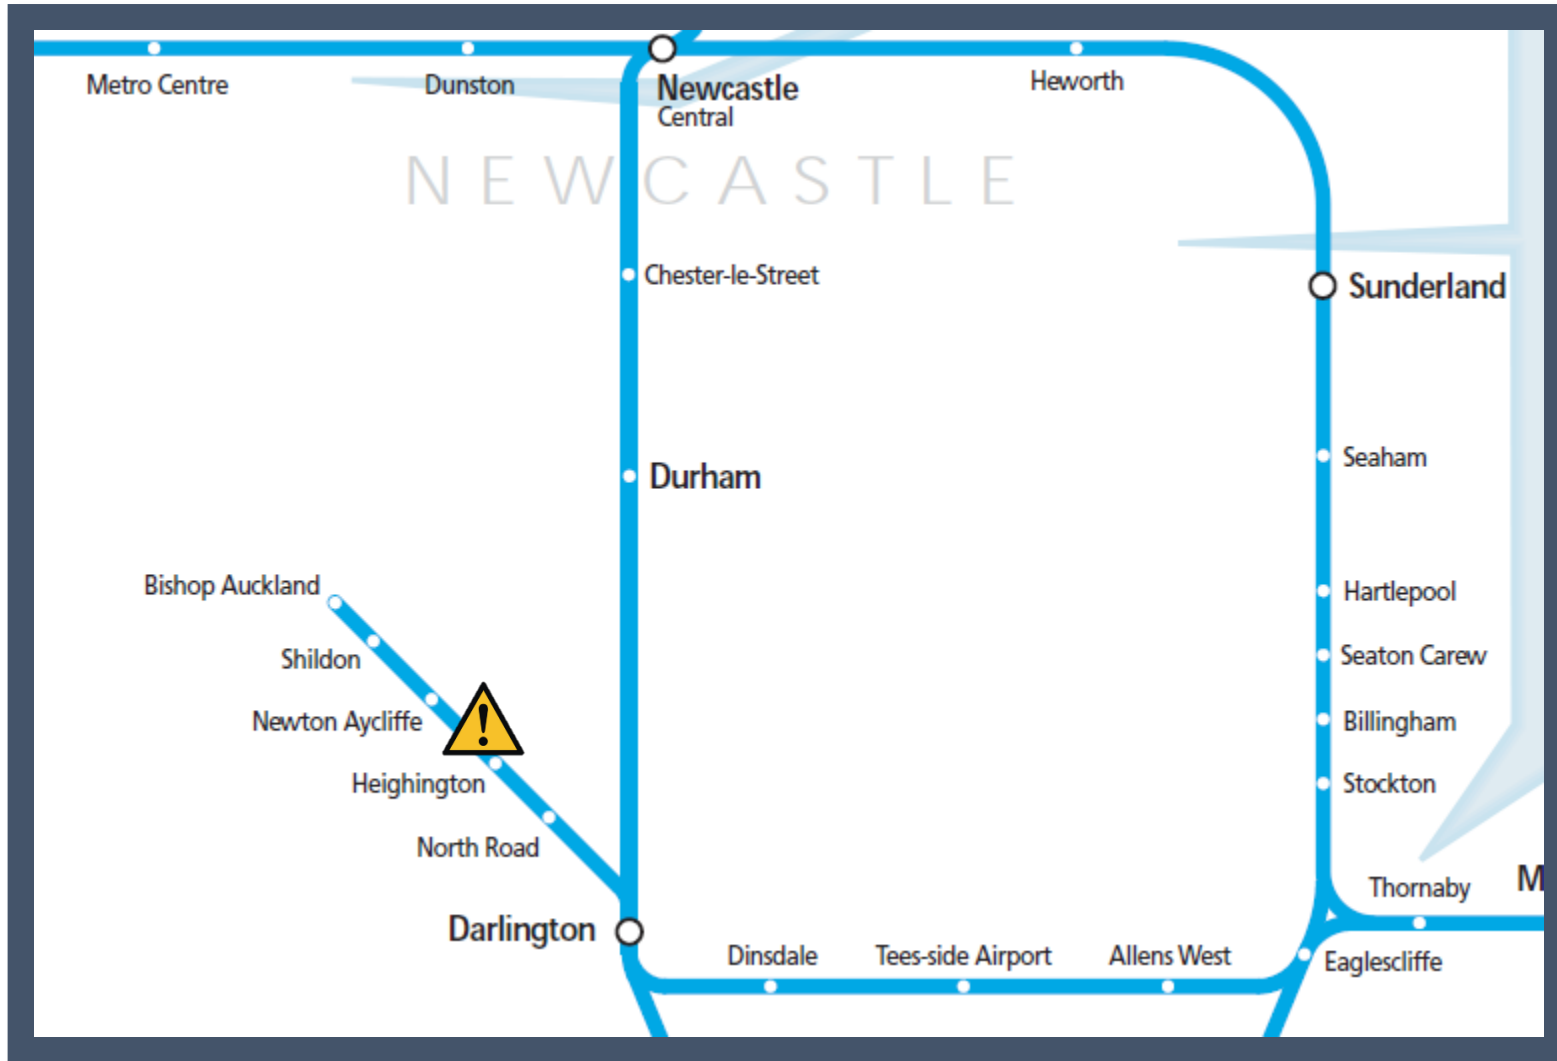 Metro Centre
Dunston
Newcastle
Central
Heworth
NEWCASTLE
Chester-le-Street
Sunderland
Durham
Seaham
Bishop Auckland
Hartlepool
Shildon
Seaton Carew
Newton Aycliffe
!
Billingham
Heighington
Stockton
North Road
Thornaby
M
Darlington
Dinsdale
Tees-side Airport
Allens West
Eaglescliffe